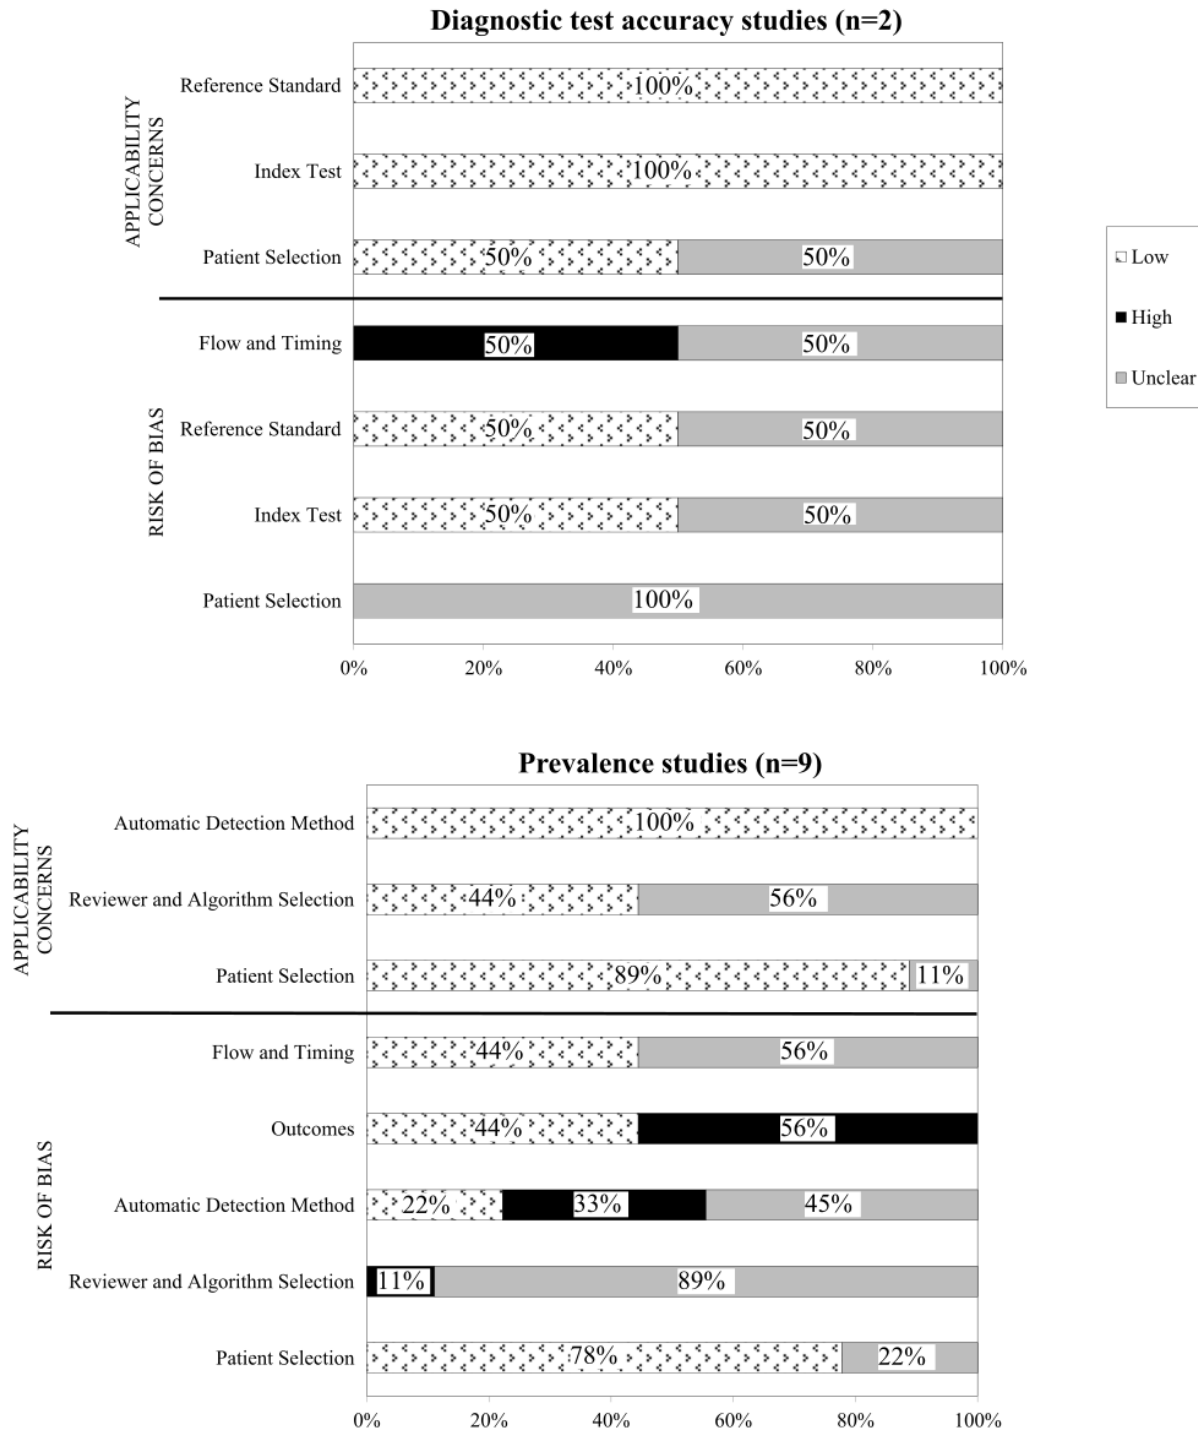 Diagnostic test accuracy studies (n=2)
APPLICABILITY
CONCERNS
Reference Standard
100%
Index Test
100%
Patient Selection
50%
50%
RISK OF BIAS
Flow and Timing
50%
50%
Reference Standard
50%
50%
Index Test
50%
50%
Patient Selection
100%
0%
20%
40%
60%
80%
100%
Low
High
Unclear
Prevalence studies (n=9)
APPLICABILITY
CONCERNS
Automatic Detection Method
100%
Reviewer and Algorithm Selection
44%
56%
Patient Selection
89%
11%
RISK OF BIAS
Flow and Timing
44%
56%
Outcomes
44%
56%
Automatic Detection Method
22%
33%
45%
Reviewer and Algorithm Selection
11%
89%
Patient Selection
78%
22%
0%
20%
40%
60%
80%
100%